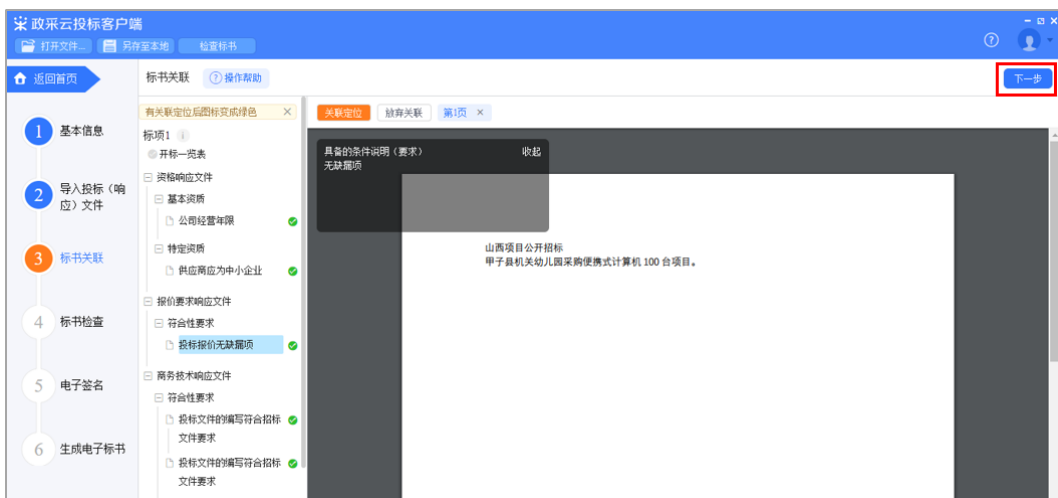 政采云投标客户端
打开文件... 另存至本地 检查标书
返回首页 标书关联 操作帮助 下一步
有关联定位后图标变成绿色
关联定位 放弃关联 第1页
1 基本信息
2 导入投标（响
应）文件
3 标书关联
4 标书检查
5 电子签名
6 生成电子标书
标项1
开标一览表
资格响应文件
基本资质
公司经营年限
特定资质
供应商应为中小企业
报价要求响应文件
符合性要求
投标报价无缺漏项
商务技术响应文件
符合性要求
投标文件的编写符合招标
文件要求
投标文件的编写符合招标
文件要求
具备的条件说明（要求） 收起
无缺漏项
山西项目公开招标
甲子县机关幼儿园采购便携式计算机 100 台项目。